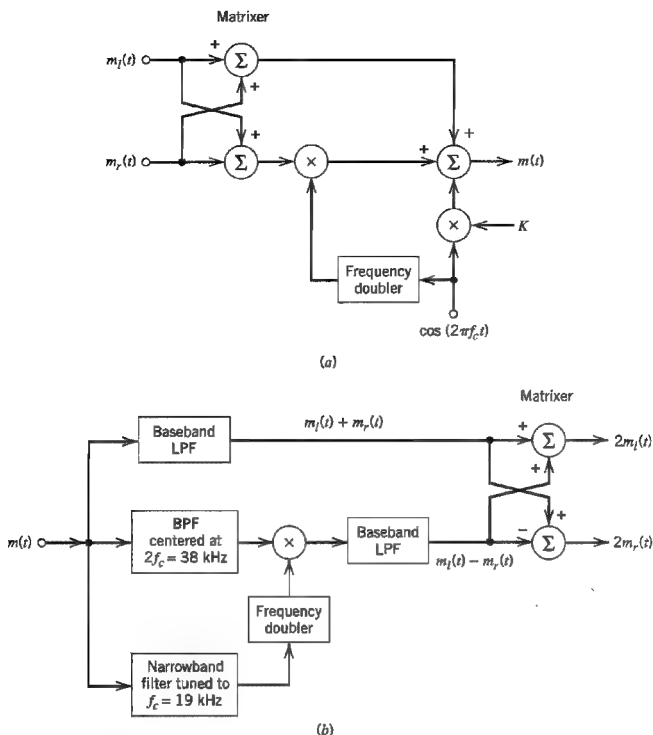 Matrixer
m_l(t)
+
Σ
+
+
m_r(t)
Σ
×
+
+
Σ
m(t)
×
K
Frequency
doubler
cos (2πf_ct)
(a)
Matrixer
Baseband
LPF
m_l(t) + m_r(t)
+
Σ
2m_l(t)
+
m(t)
BPF
centered at
2f_c = 38 kHz
×
Baseband
LPF
m_l(t) − m_r(t)
+
−
Σ
2m_r(t)
Frequency
doubler
Narrowband
filter tuned to
f_c = 19 kHz
(b)